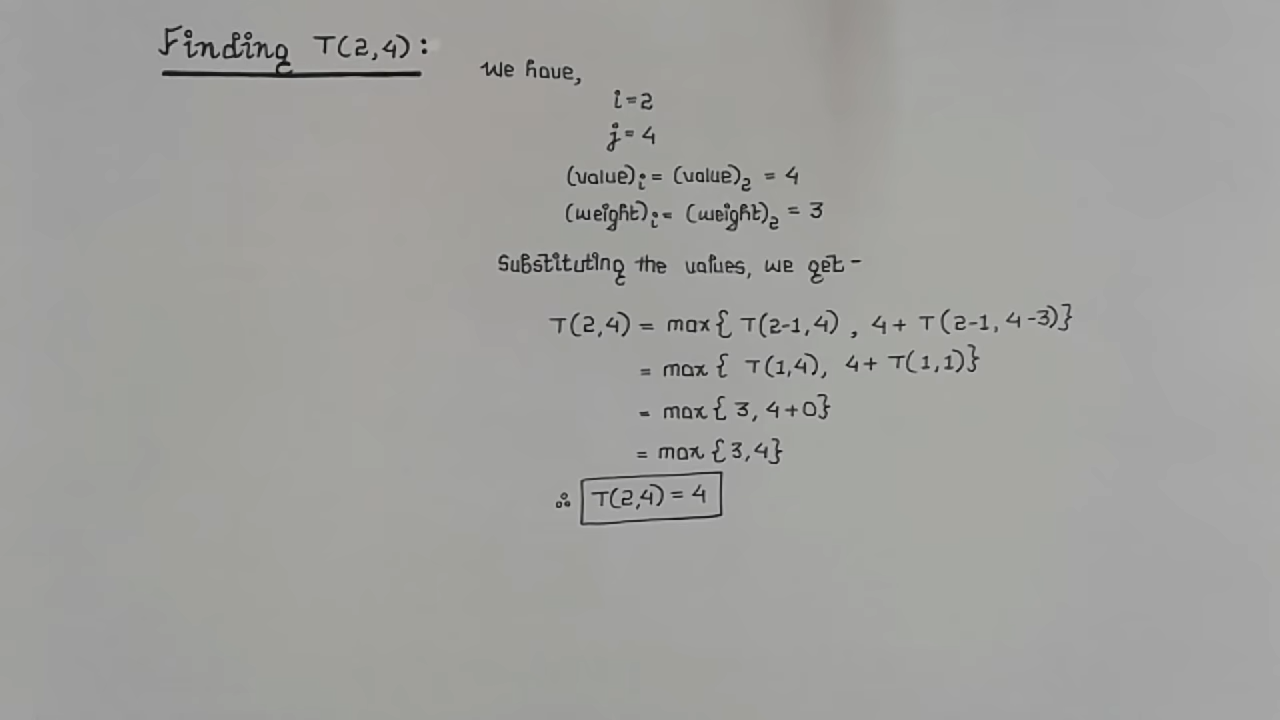 Finding T(2,4) :
We have,
i = 2
j = 4
(value)i = (value)2 = 4
(weight)i = (weight)2 = 3
Substituting the values, we get -
T(2,4) = max{ T(2-1,4) , 4 + T(2-1, 4-3)}
= max { T(1,4), 4+ T(1,1)}
= max { 3, 4+0}
= max {3,4}
∴ T(2,4) = 4